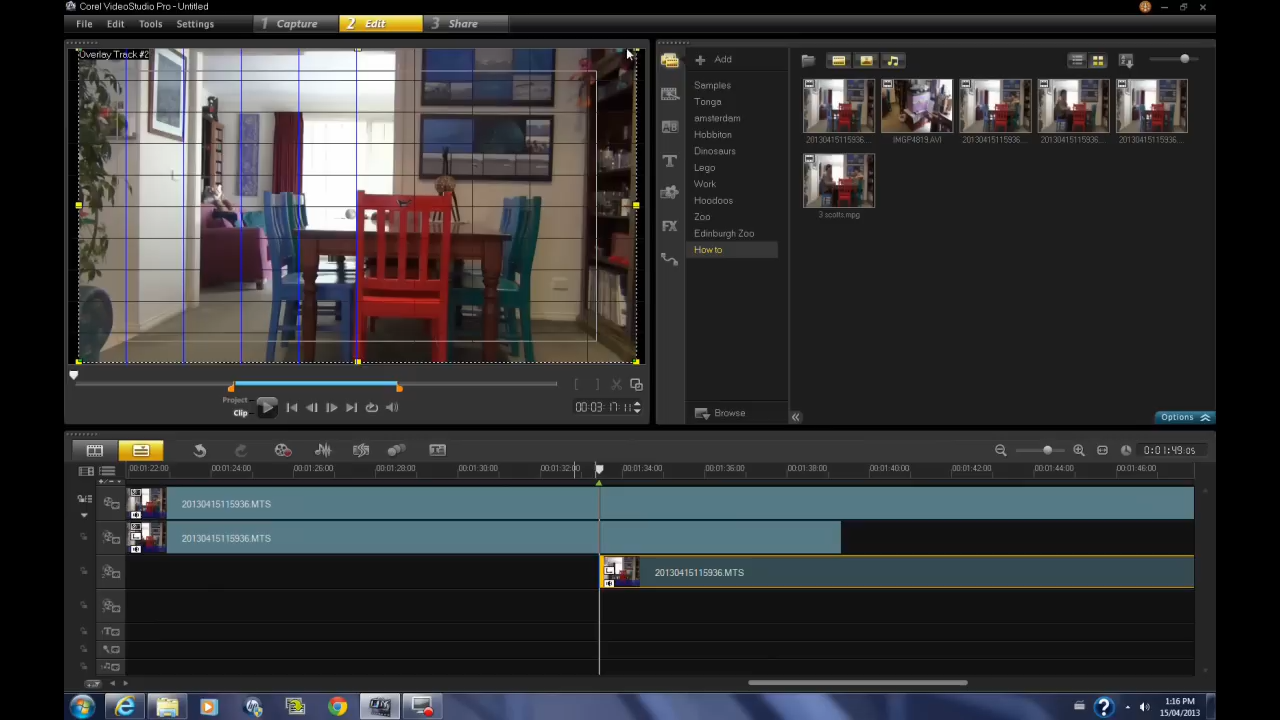 Corel VideoStudio Pro - Untitled
File Edit Tools Settings 1 Capture 2 Edit 3 Share
Overlay Track #2
Add
Samples
Tonga
amsterdam
Hobbiton
Dinosaurs
Lego
Work
Hoodoos
Zoo
Edinburgh Zoo
How to
20130415115936... IMGP4819.AVI 20130415115936... 20130415115936... 20130415115936...
3 scotts.mpg
Project
Clip
00:03:17:11
Browse
Options
0:01:49:05
00:01:22:00 00:01:24:00 00:01:26:00 00:01:28:00 00:01:30:00 00:01:32:00 00:01:34:00 00:01:36:00 00:01:38:00 00:01:40:00 00:01:42:00 00:01:44:00 00:01:46:00
20130415115936.MTS
20130415115936.MTS
20130415115936.MTS
1:16 PM
15/04/2013